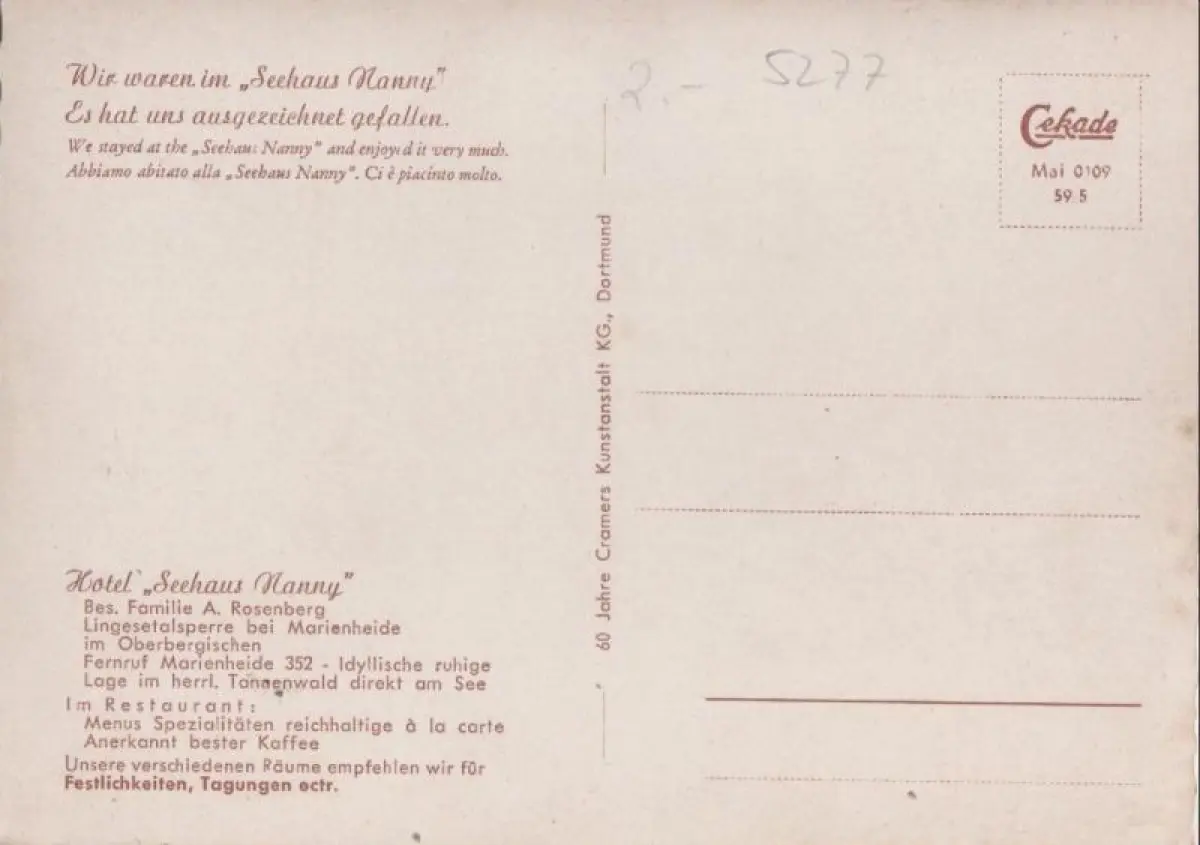 Wir waren im „Seehaus Nanny"
Es hat uns ausgezeichnet gefallen.
We stayed at the „Seehaus Nanny" and enjoyed it very much.
Abbiamo abitato alla „Seehaus Nanny". Ci è piacinto molto.
Hotel „Seehaus Nanny"
Bes. Familie A. Rosenberg
Lingesetalsperre bei Marienheide
im Oberbergischen
Fernruf Marienheide 352 - Idyllische ruhige
Lage im herrl. Tannenwald direkt am See
Im Restaurant:
Menus Spezialitäten reichhaltige à la carte
Anerkannt bester Kaffee
Unsere verschiedenen Räume empfehlen wir für
Festlichkeiten, Tagungen ectr.
60 Jahre Cramers Kunstanstalt KG., Dortmund
2.- 5277
Cekade
Mai 0109
59 5